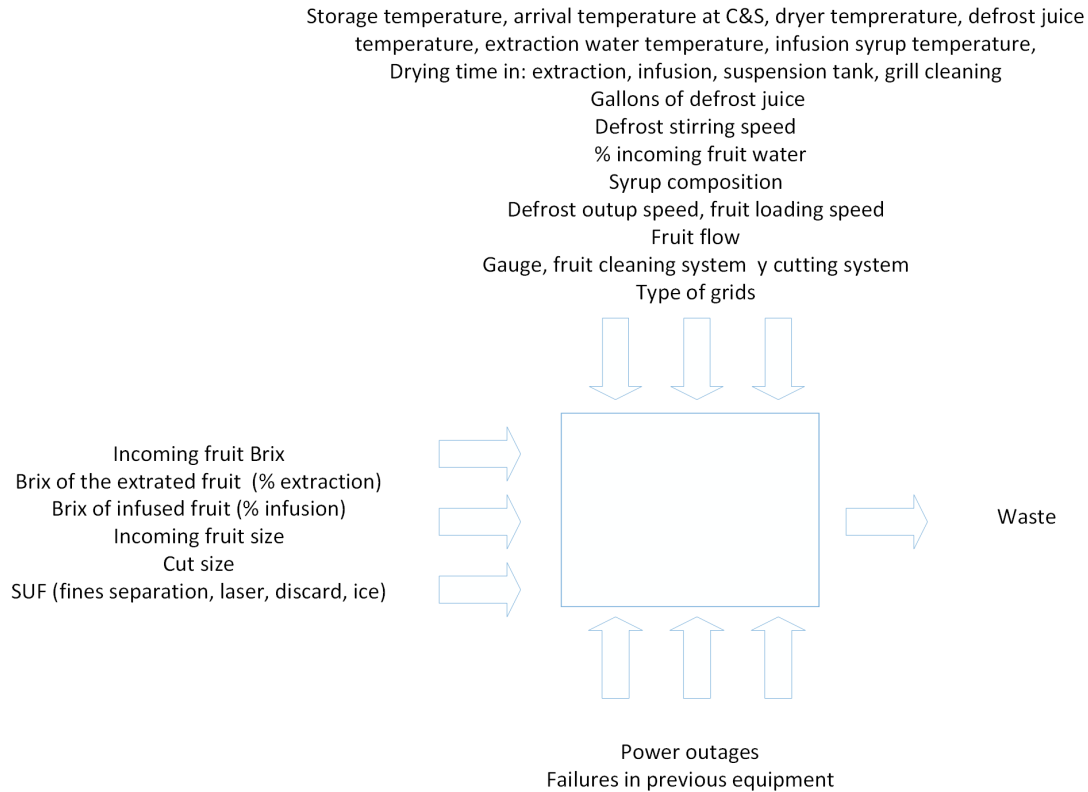 Storage temperature, arrival temperature at C&S, dryer temprerature, defrost juice
temperature, extraction water temperature, infusion syrup temperature,
Drying time in: extraction, infusion, suspension tank, grill cleaning
Gallons of defrost juice
Defrost stirring speed
% incoming fruit water
Syrup composition
Defrost outup speed, fruit loading speed
Fruit flow
Gauge, fruit cleaning system  y cutting system
Type of grids
Incoming fruit Brix
Brix of the extrated fruit  (% extraction)
Brix of infused fruit (% infusion)
Incoming fruit size
Cut size
SUF (fines separation, laser, discard, ice)
Waste
Power outages
Failures in previous equipment